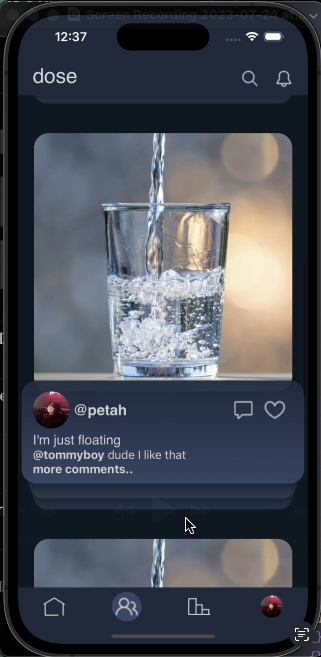 Screen Recording 2023-07-24 at
12:37
dose
@petah
I'm just floating
@tommyboy dude I like that
more comments..